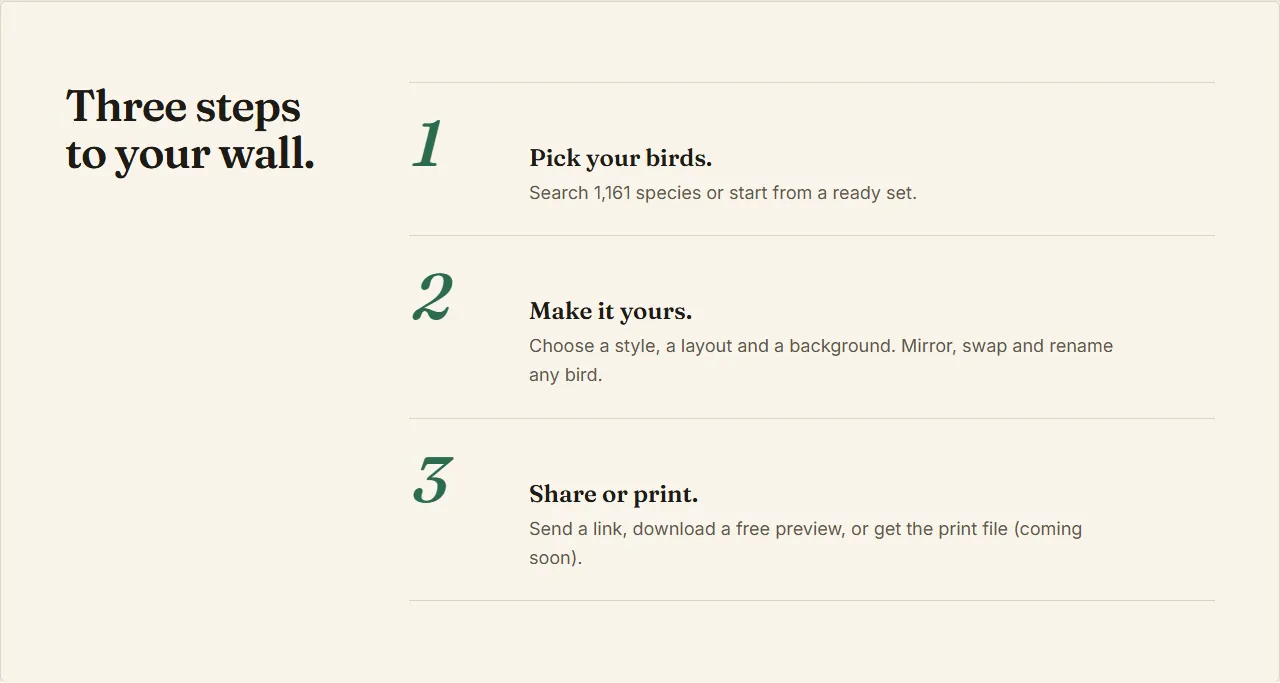 Three steps
to your wall.
1
Pick your birds.
Search 1,161 species or start from a ready set.
2
Make it yours.
Choose a style, a layout and a background. Mirror, swap and rename
any bird.
3
Share or print.
Send a link, download a free preview, or get the print file (coming
soon).